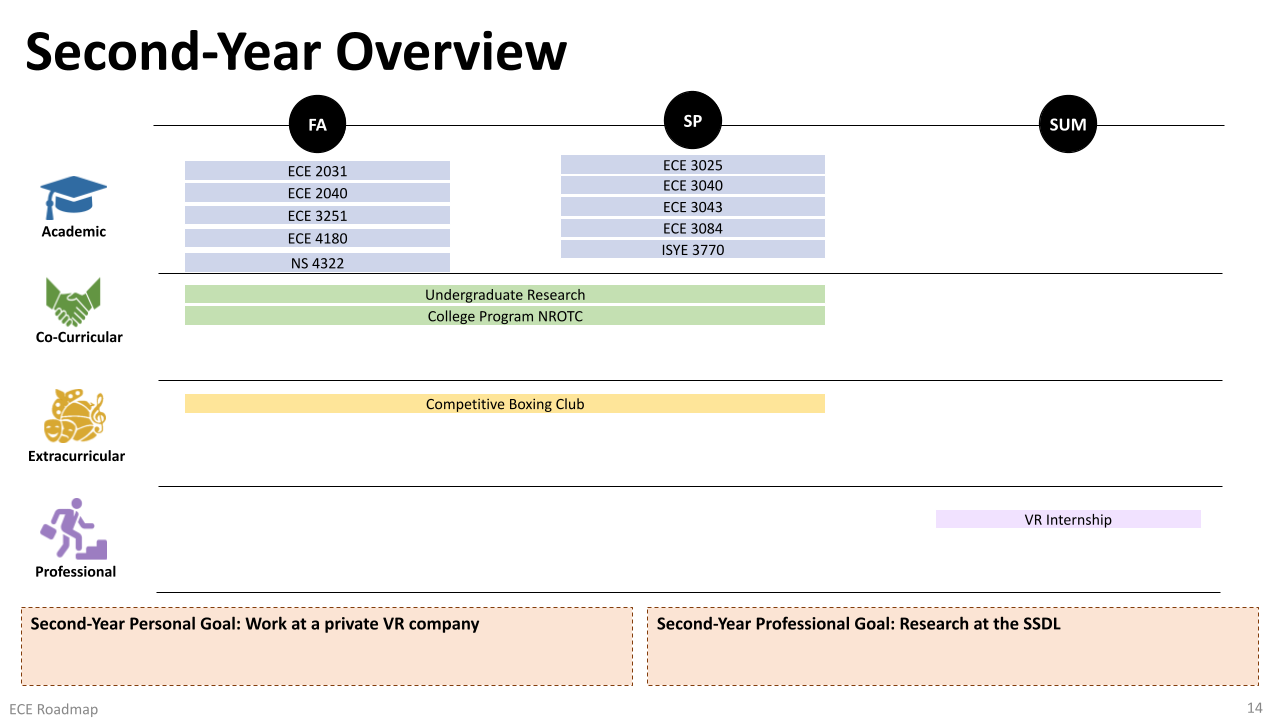 Second-Year Overview
FA
SP
SUM
Academic
ECE 2031
ECE 2040
ECE 3251
ECE 4180
NS 4322
ECE 3025
ECE 3040
ECE 3043
ECE 3084
ISYE 3770
Co-Curricular
Undergraduate Research
College Program NROTC
Extracurricular
Competitive Boxing Club
Professional
VR Internship
Second-Year Personal Goal: Work at a private VR company
Second-Year Professional Goal: Research at the SSDL
ECE Roadmap
14